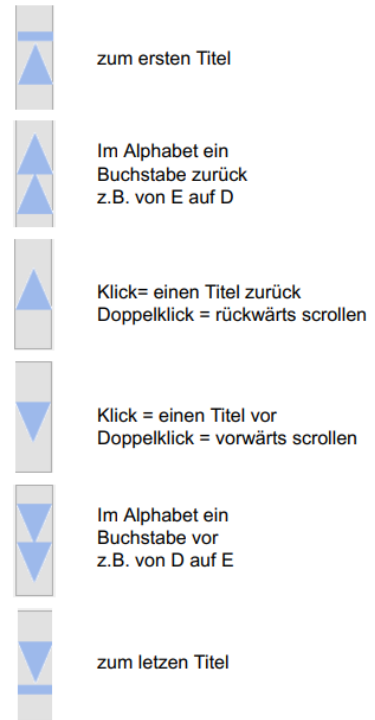 zum ersten Titel
Im Alphabet ein
Buchstabe zurück
z.B. von E auf D
Klick= einen Titel zurück
Doppelklick = rückwärts scrollen
Klick = einen Titel vor
Doppelklick = vorwärts scrollen
Im Alphabet ein
Buchstabe vor
z.B. von D auf E
zum letzen Titel